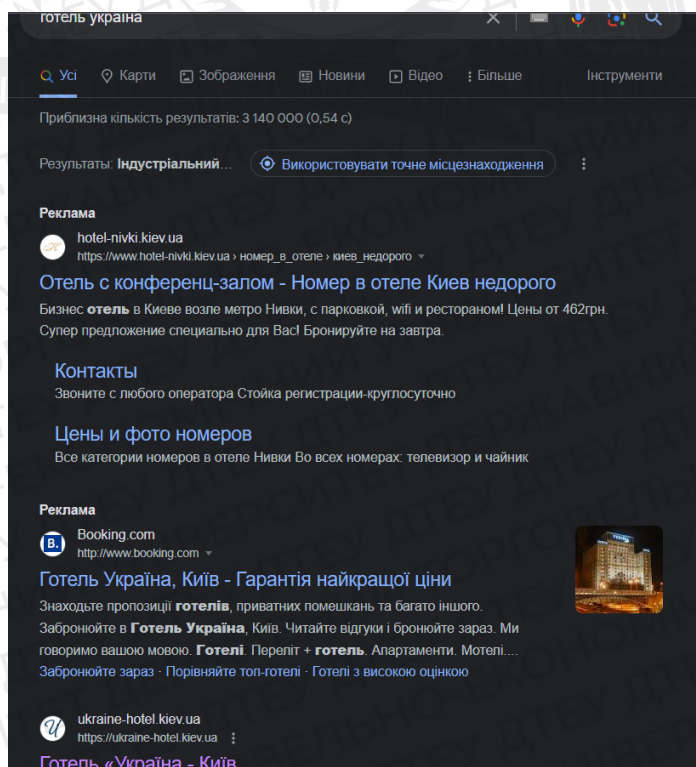 готель україна
Усі Карти Зображення Новини Відео Більше Інструменти
Приблизна кількість результатів: 3 140 000 (0,54 с)
Результаты: Індустріальний... Використовувати точне місцезнаходження
Реклама
hotel-nivki.kiev.ua
https://www.hotel-nivki.kiev.ua › номер_в_отеле › киев_недорого
Отель с конференц-залом - Номер в отеле Киев недорого
Бизнес отель в Киеве возле метро Нивки, с парковкой, wifi и рестораном! Цены от 462грн.
Супер предложение специально для Вас! Бронируйте на завтра.
Контакты
Звоните с любого оператора Стойка регистрации-круглосуточно
Цены и фото номеров
Все категории номеров в отеле Нивки Во всех номерах: телевизор и чайник
Реклама
B.
Booking.com
http://www.booking.com
Готель Україна, Київ - Гарантія найкращої ціни
Знаходьте пропозиції готелів, приватних помешкань та багато іншого.
Забронюйте в Готель Україна, Київ. Читайте відгуки і бронюйте зараз. Ми
говоримо вашою мовою. Готелі. Переліт + готель. Апартаменти. Мотелі....
Забронюйте зараз · Порівняйте топ-готелі · Готелі з високою оцінкою
ukraine-hotel.kiev.ua
https://ukraine-hotel.kiev.ua
Готель «Україна - Київ